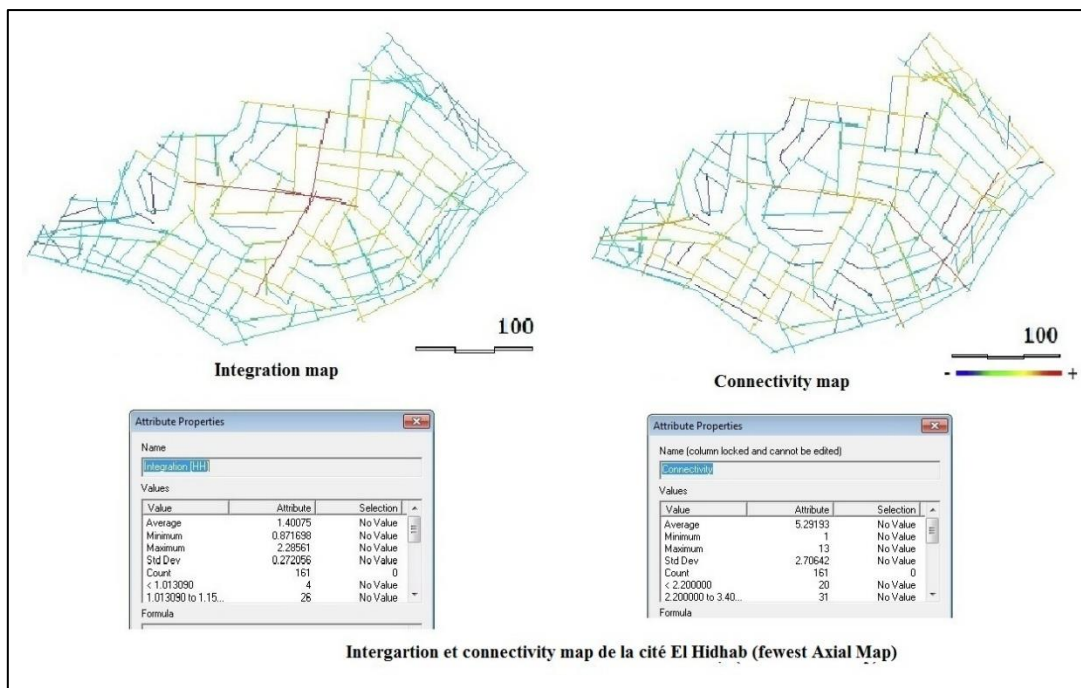 100
Integration map
100
Connectivity map
- +
Attribute Properties
Name
Integration [HH]
Values
Value Attribute Selection
Average 1.40075 No Value
Minimum 0.871698 No Value
Maximum 2.28561 No Value
Std Dev 0.272056 No Value
Count 161 0
< 1.013090 4 No Value
1.013090 to 1.15... 26 No Value
Formula
Attribute Properties
Name (column locked and cannot be edited)
Connectivity
Values
Value Attribute Selection
Average 5.29193 No Value
Minimum 1 No Value
Maximum 13 No Value
Std Dev 2.70642 No Value
Count 161 0
< 2.200000 20 No Value
2.200000 to 3.40... 31 No Value
Formula
Intergartion et connectivity map de la cité El Hidhab (fewest Axial Map)